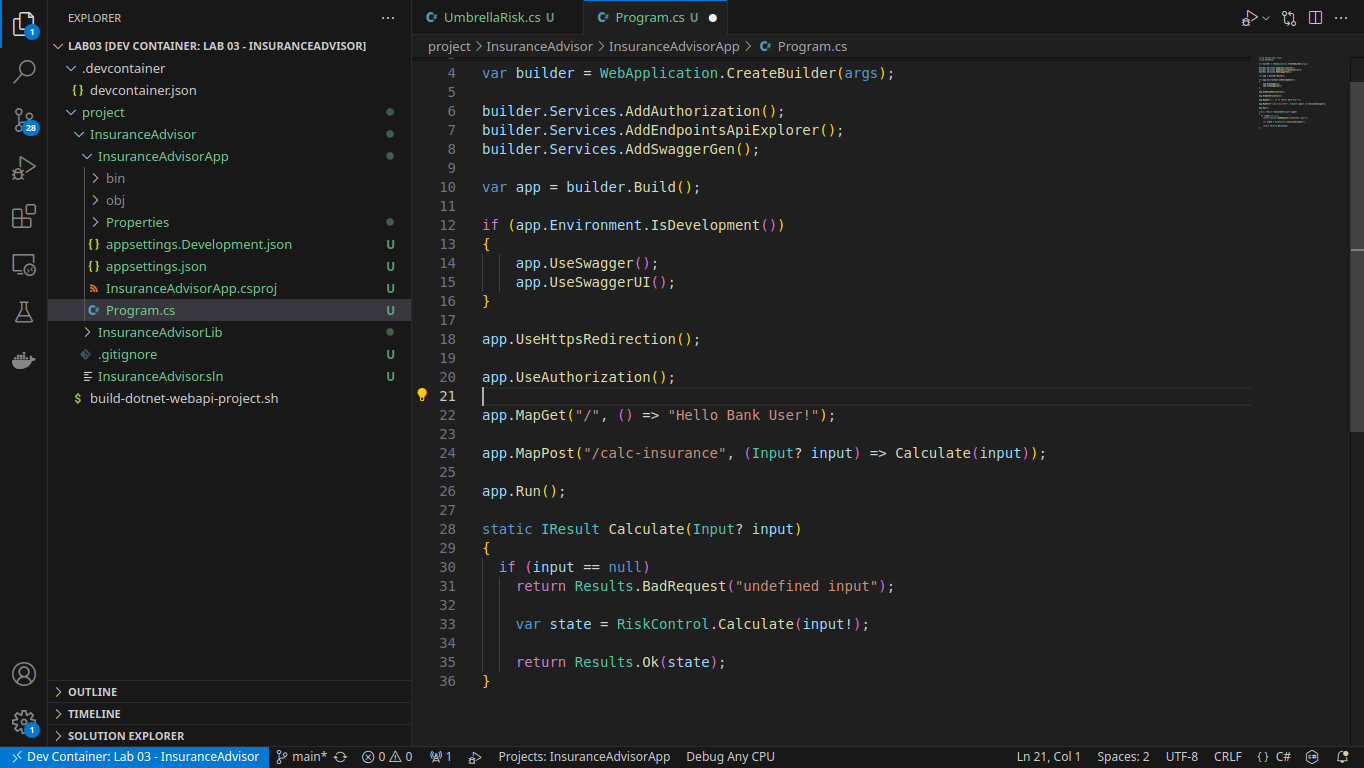 EXPLORER
LAB03 [DEV CONTAINER: LAB 03 - INSURANCEADVISOR]
.devcontainer
{} devcontainer.json
project
InsuranceAdvisor
InsuranceAdvisorApp
bin
obj
Properties
{} appsettings.Development.json U
{} appsettings.json U
InsuranceAdvisorApp.csproj U
C# Program.cs U
InsuranceAdvisorLib
.gitignore U
InsuranceAdvisor.sln U
$ build-dotnet-webapi-project.sh
OUTLINE
TIMELINE
SOLUTION EXPLORER
1
28
1
C# UmbrellaRisk.cs U
C# Program.cs U
project > InsuranceAdvisor > InsuranceAdvisorApp > C# Program.cs
4 var builder = WebApplication.CreateBuilder(args);
5
6 builder.Services.AddAuthorization();
7 builder.Services.AddEndpointsApiExplorer();
8 builder.Services.AddSwaggerGen();
9
10 var app = builder.Build();
11
12 if (app.Environment.IsDevelopment())
13 {
14 app.UseSwagger();
15 app.UseSwaggerUI();
16 }
17
18 app.UseHttpsRedirection();
19
20 app.UseAuthorization();
21
22 app.MapGet("/", () => "Hello Bank User!");
23
24 app.MapPost("/calc-insurance", (Input? input) => Calculate(input));
25
26 app.Run();
27
28 static IResult Calculate(Input? input)
29 {
30 if (input == null)
31 return Results.BadRequest("undefined input");
32
33 var state = RiskControl.Calculate(input!);
34
35 return Results.Ok(state);
36 }
Dev Container: Lab 03 - InsuranceAdvisor main* 0 0 1 Projects: InsuranceAdvisorApp Debug Any CPU Ln 21, Col 1 Spaces: 2 UTF-8 CRLF {} C#